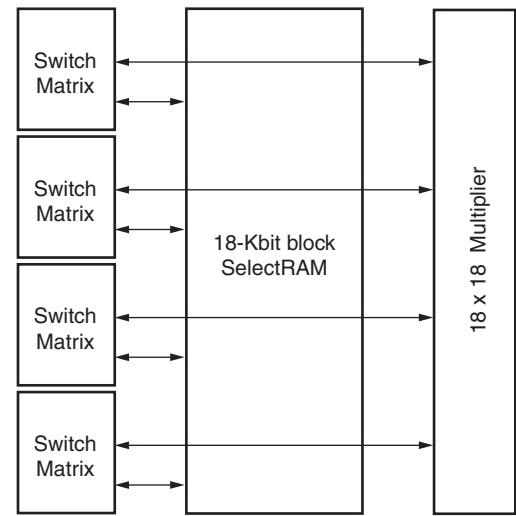 Switch
Matrix
Switch
Matrix
18-Kbit block
SelectRAM
18 x 18 Multiplier
Switch
Matrix
Switch
Matrix